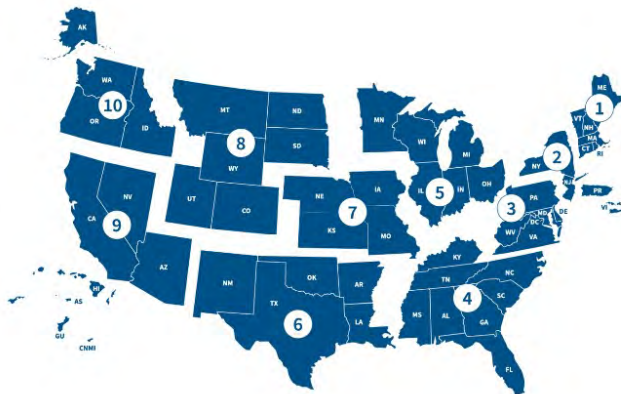 AK
WA
10
OR
ID
MT
8
WY
ND
SD
MN
WI
MI
IL
5
IN
OH
ME
1
VT
NH
MA
CT
RI
NY
2
NJ
PR
VI
3
PA
MD
DE
DC
WV
VA
NV
CA
9
AZ
UT
CO
NE
IA
7
KS
MO
NM
OK
TX
6
AR
LA
KY
TN
4
NC
SC
MS
AL
GA
FL
HI
AS
GU
CNMI